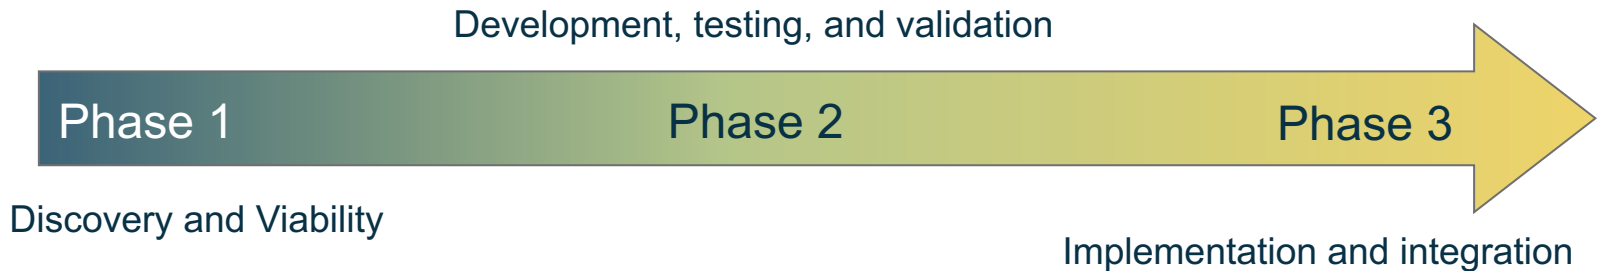 Development, testing, and validation
Phase 1
Phase 2
Phase 3
Discovery and Viability
Implementation and integration